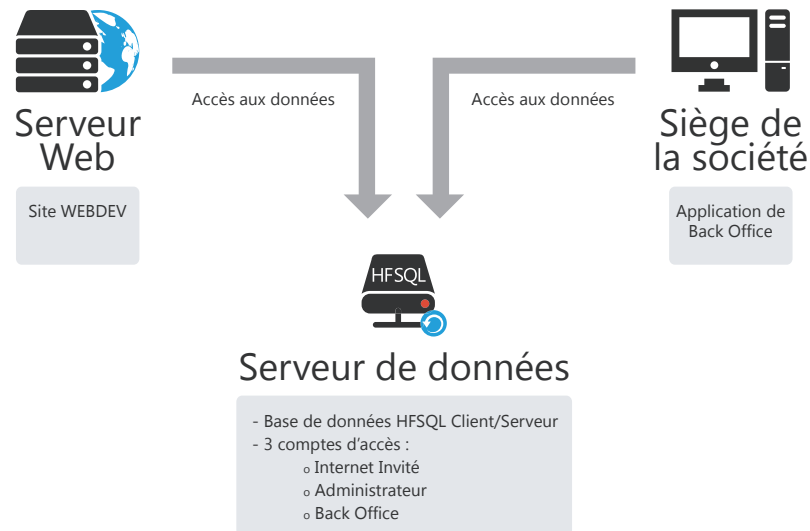 Accès aux données
Accès aux données
Serveur
Web
Siège de
la société
Site WEBDEV
Application de
Back Office
HFSQL
Serveur de données
- Base de données HFSQL Client/Serveur
- 3 comptes d'accès :
o Internet Invité
o Administrateur
o Back Office